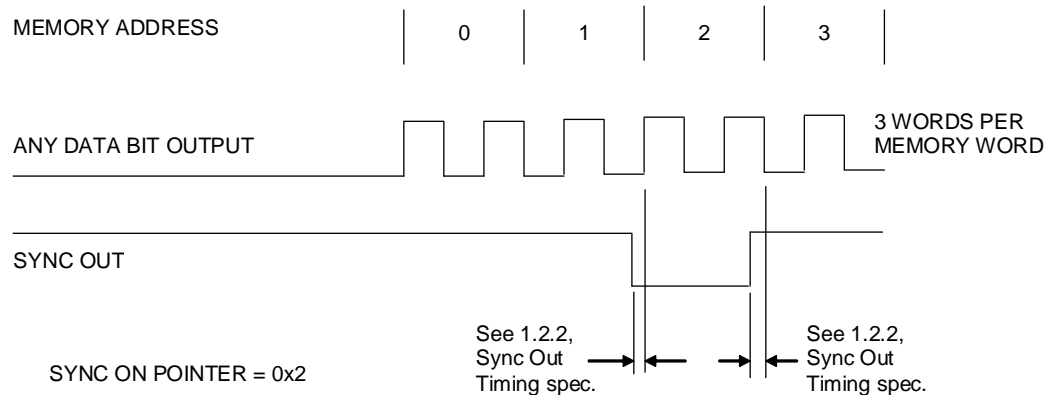 MEMORY ADDRESS
0 1 2 3
ANY DATA BIT OUTPUT
3 WORDS PER
MEMORY WORD
SYNC OUT
See 1.2.2,
Sync Out
Timing spec.
See 1.2.2,
Sync Out
Timing spec.
SYNC ON POINTER = 0x2